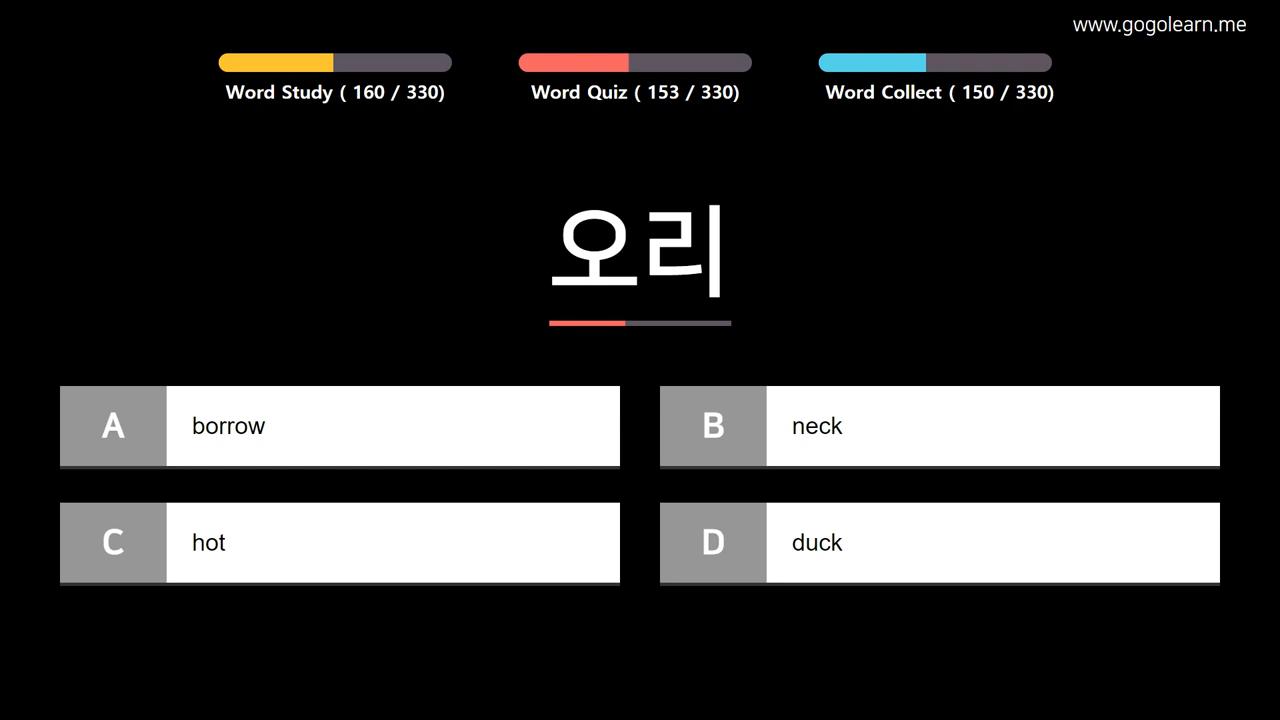 www.gogolearn.me
Word Study ( 160 / 330)
Word Quiz ( 153 / 330)
Word Collect ( 150 / 330)
오리
A borrow
B neck
C hot
D duck